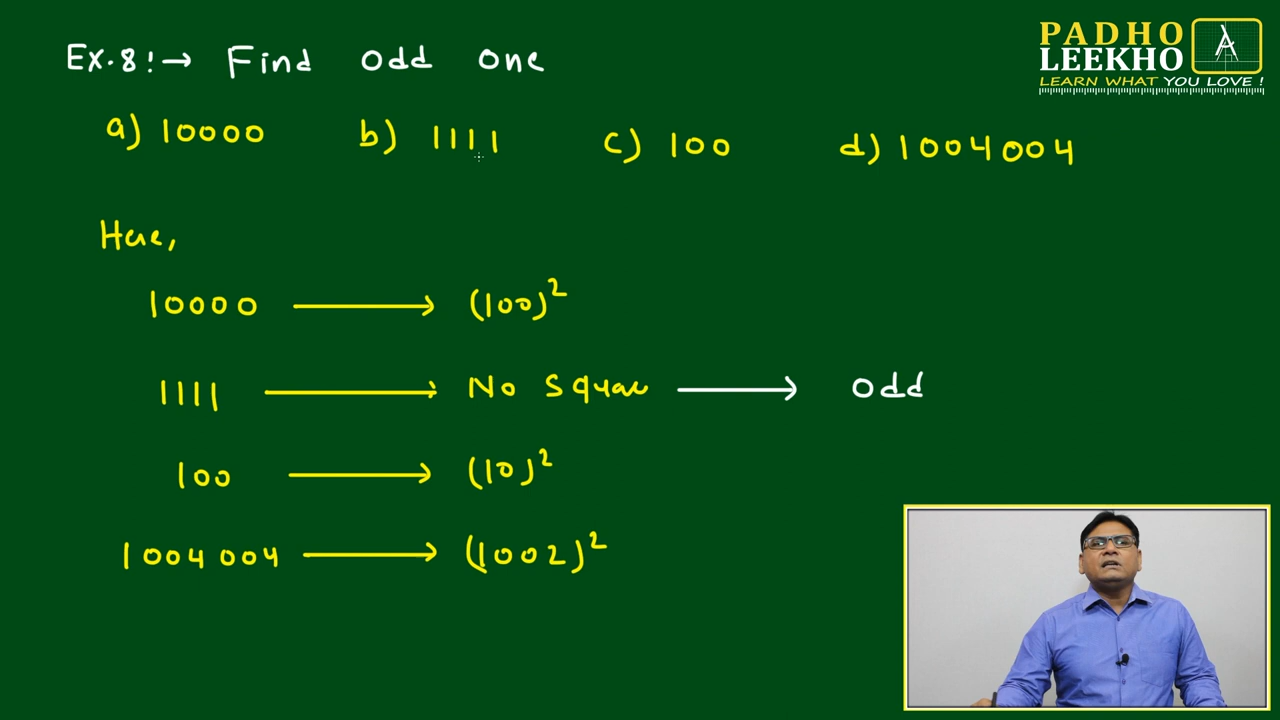 Ex.8!→ Find Odd One
a) 10000 b) 1111 c) 100 d) 1004004
Here,
10000 → (100)²
1111 → No Square → Odd
100 → (10)²
1004004 → (1002)²
PADHO
LEEKHO
LEARN WHAT YOU LOVE !